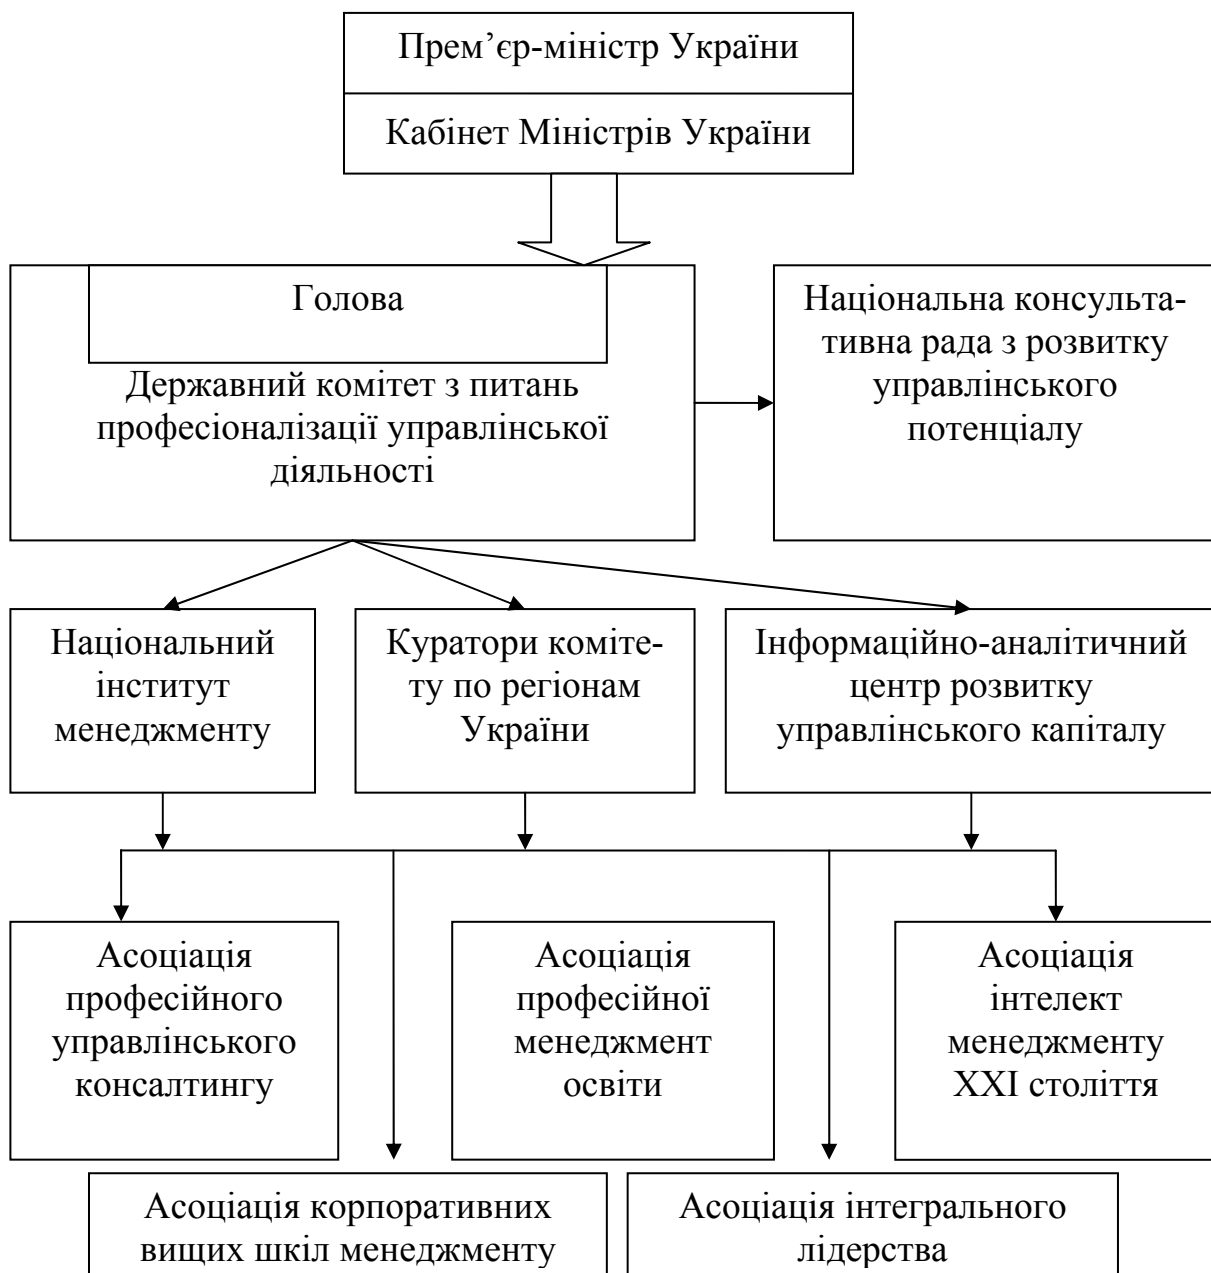 Прем’єр-міністр України
Кабінет Міністрів України
Голова
Державний комітет з питань
професіоналізації управлінської
діяльності
Національна консульта-
тивна рада з розвитку
управлінського
потенціалу
Національний
інститут
менеджменту
Куратори коміте-
ту по регіонам
України
Інформаційно-аналітичний
центр розвитку
управлінського капіталу
Асоціація
професійного
управлінського
консалтингу
Асоціація
професійної
менеджмент
освіти
Асоціація
інтелект
менеджменту
ХХІ століття
Асоціація корпоративних
вищих шкіл менеджменту
Асоціація інтегрального
лідерства